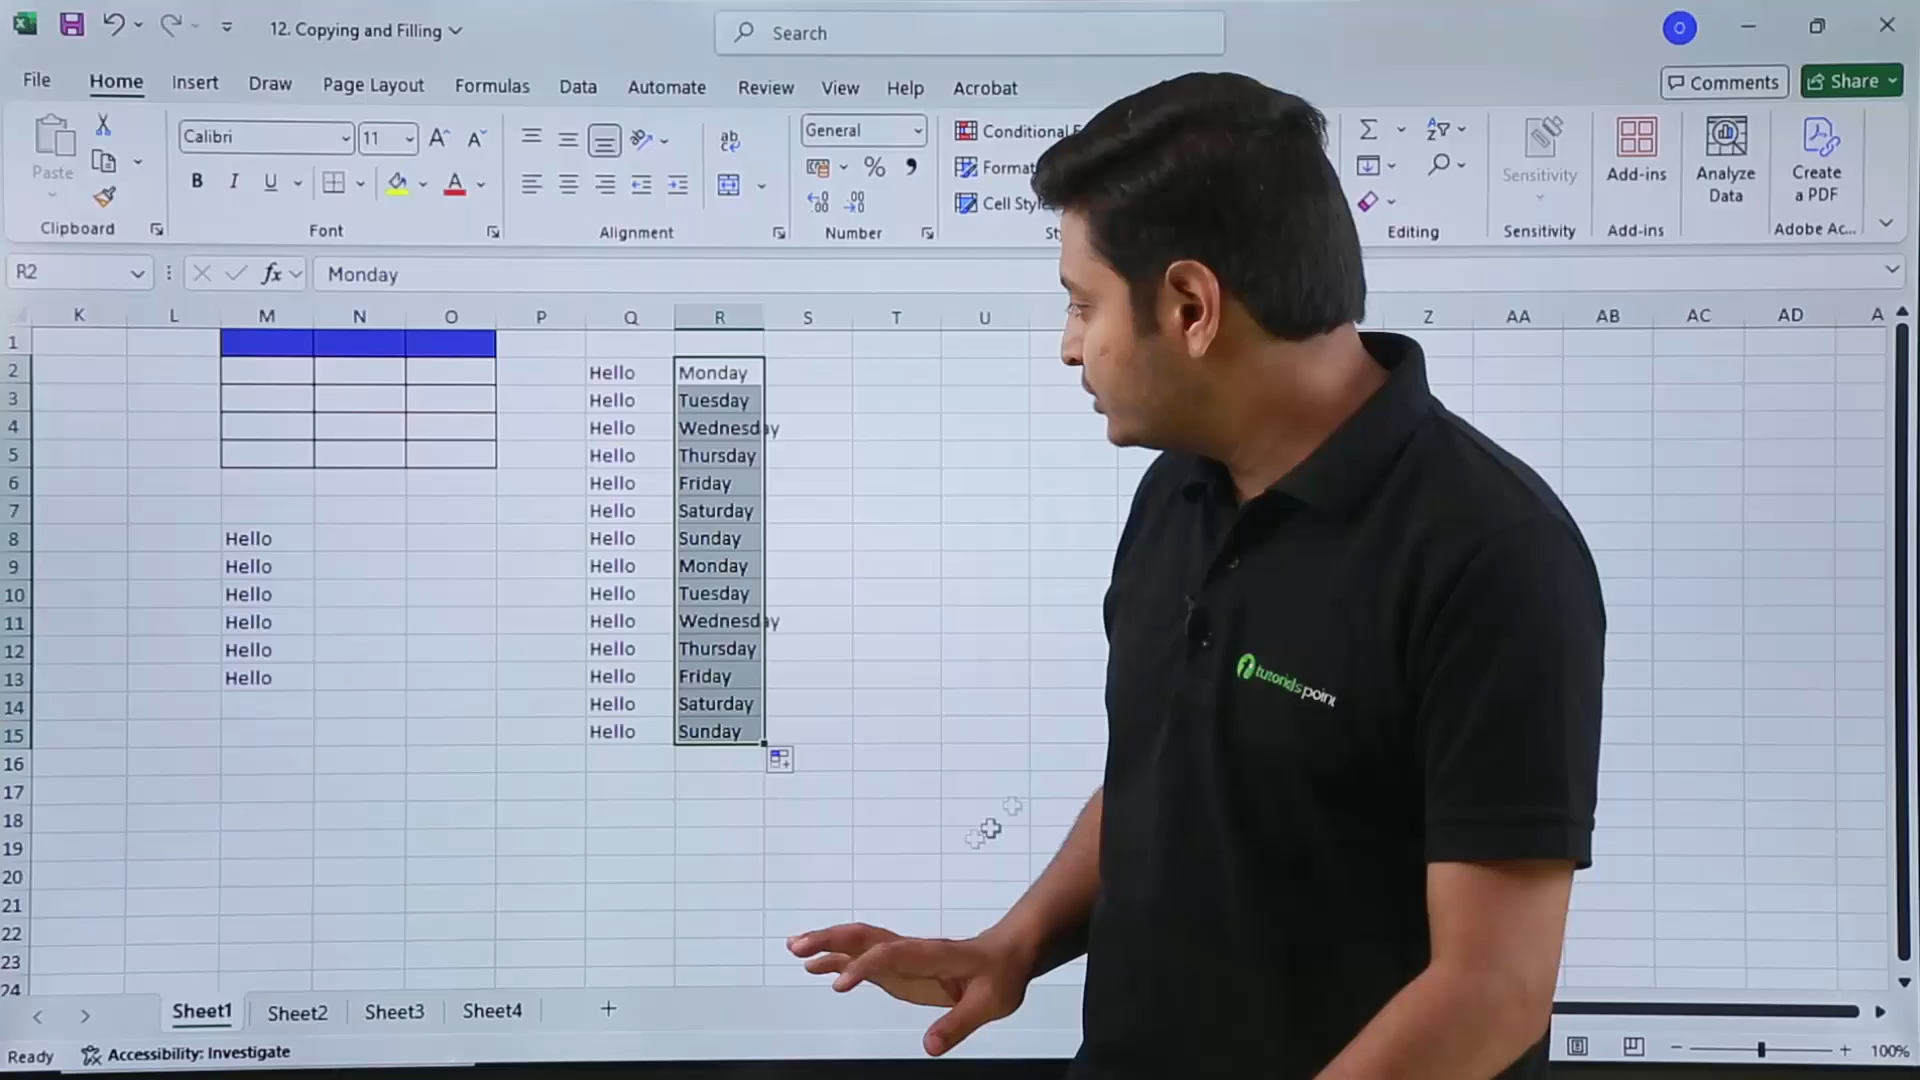 12. Copying and Filling
Search
O
File Home Insert Draw Page Layout Formulas Data Automate Review View Help Acrobat
Comments Share
Paste
Clipboard
Calibri 11 A A
B I U A
Font
ab
Alignment
General
% 9
Number
Conditional
Cell
Editing
Sensitivity
Sensitivity
Add-ins
Add-ins
Analyze Data
Create a PDF
Adobe Ac...
R2 fx Monday
K L M N O P Q R S T U Z AA AB AC AD A
1
2 Hello Monday
3 Hello Tuesday
4 Hello Wednesday
5 Hello Thursday
6 Hello Friday
7 Hello Saturday
8 Hello Hello Sunday
9 Hello Hello Monday
10 Hello Hello Tuesday
11 Hello Hello Wednesday
12 Hello Hello Thursday
13 Hello Hello Friday
14 Hello Saturday
15 Hello Sunday
16
17
18
19
20
21
22
23
24
tutorialspoint
Sheet1 Sheet2 Sheet3 Sheet4
Ready Accessibility: Investigate
100%